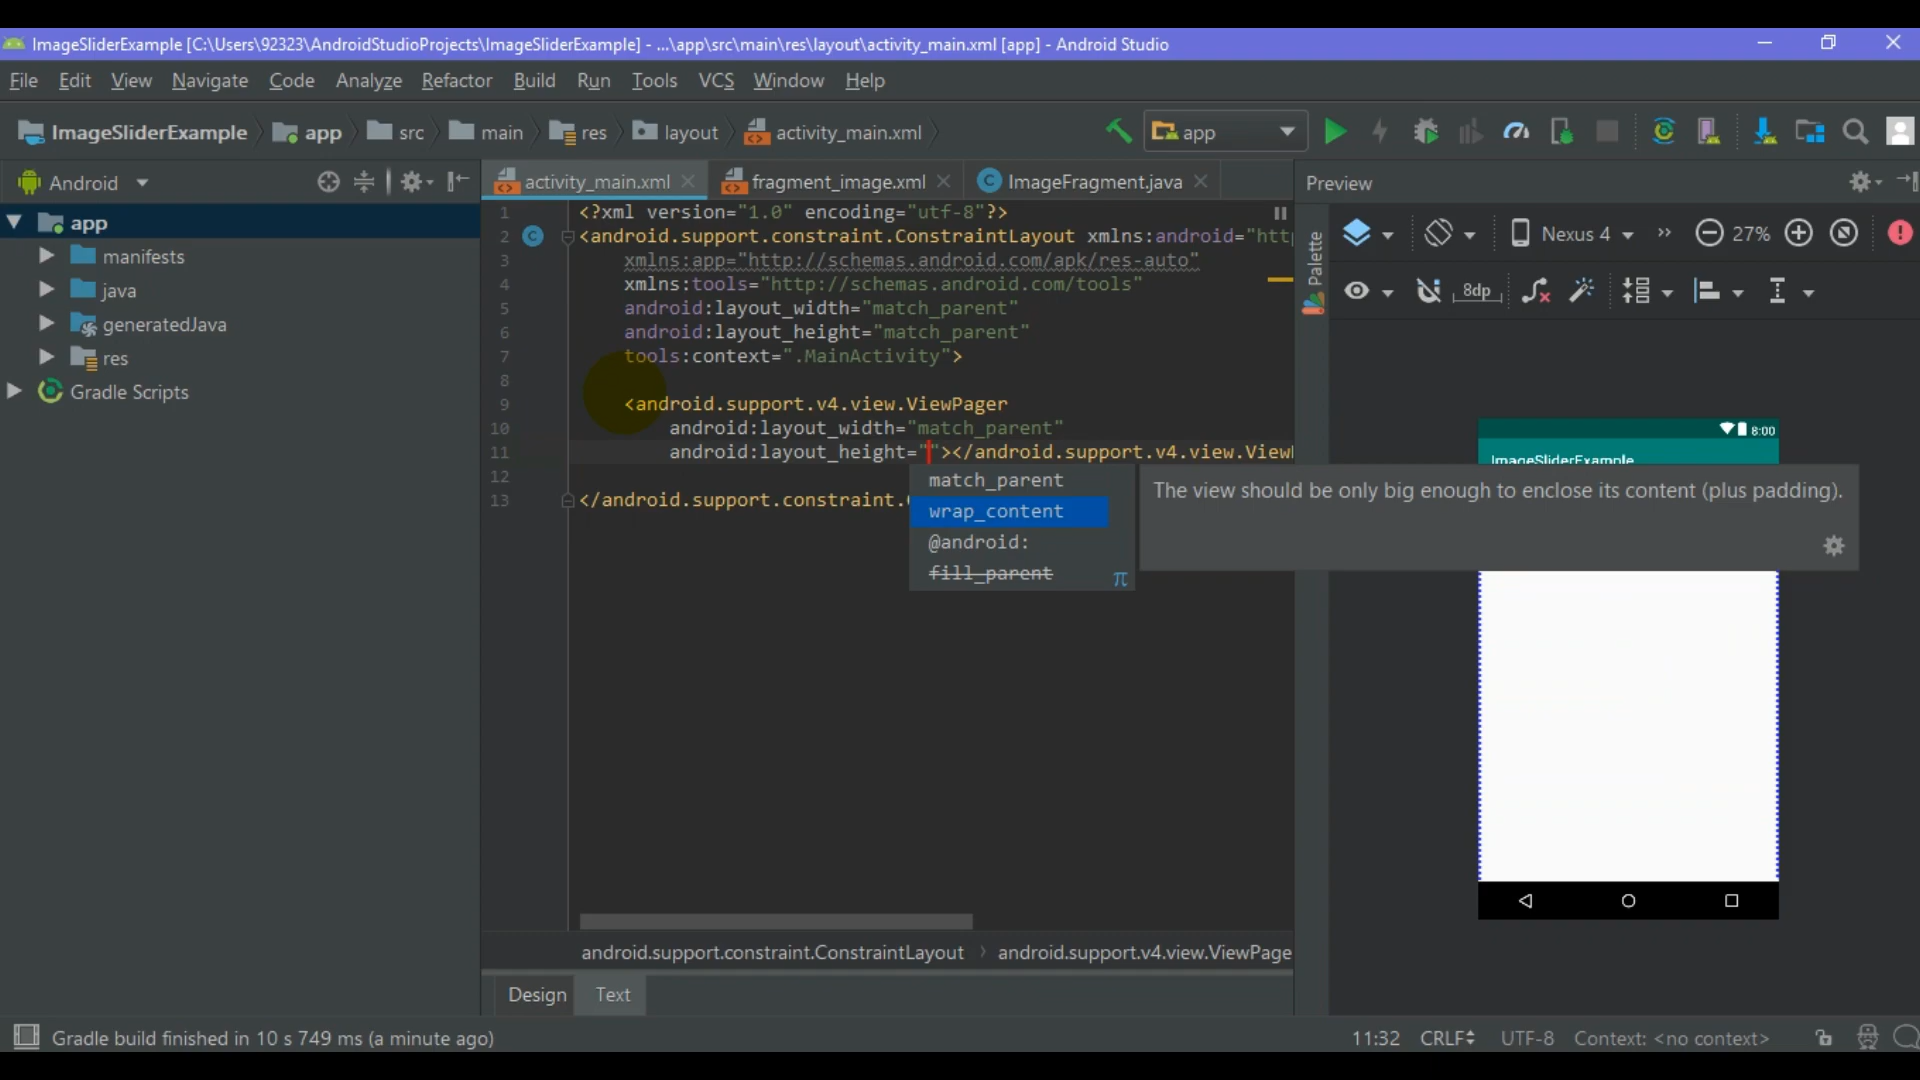 ImageSliderExample [C:\Users\92323\AndroidStudioProjects\ImageSliderExample] - ...\app\src\main\res\layout\activity_main.xml [app] - Android Studio
File Edit View Navigate Code Analyze Refactor Build Run Tools VCS Window Help
ImageSliderExample app src main res layout activity_main.xml app
Android activity_main.xml fragment_image.xml ImageFragment.java Preview
app
manifests
java
generatedJava
res
Gradle Scripts
1 <?xml version="1.0" encoding="utf-8"?>
2 <android.support.constraint.ConstraintLayout xmlns:android="htt
3 xmlns:app="http://schemas.android.com/apk/res-auto"
4 xmlns:tools="http://schemas.android.com/tools"
5 android:layout_width="match_parent"
6 android:layout_height="match_parent"
7 tools:context=".MainActivity">
8
9 <android.support.v4.view.ViewPager
10 android:layout_width="match_parent"
11 android:layout_height=""></android.support.v4.view.View
12
13 </android.support.constraint.
match_parent
wrap_content
@android:
fill_parent π
The view should be only big enough to enclose its content (plus padding).
Palette
Nexus 4 » 27%
8dp
8:00
ImageSliderExample
android.support.constraint.ConstraintLayout › android.support.v4.view.ViewPage
Design Text
Gradle build finished in 10 s 749 ms (a minute ago) 11:32 CRLF UTF-8 Context: <no context>